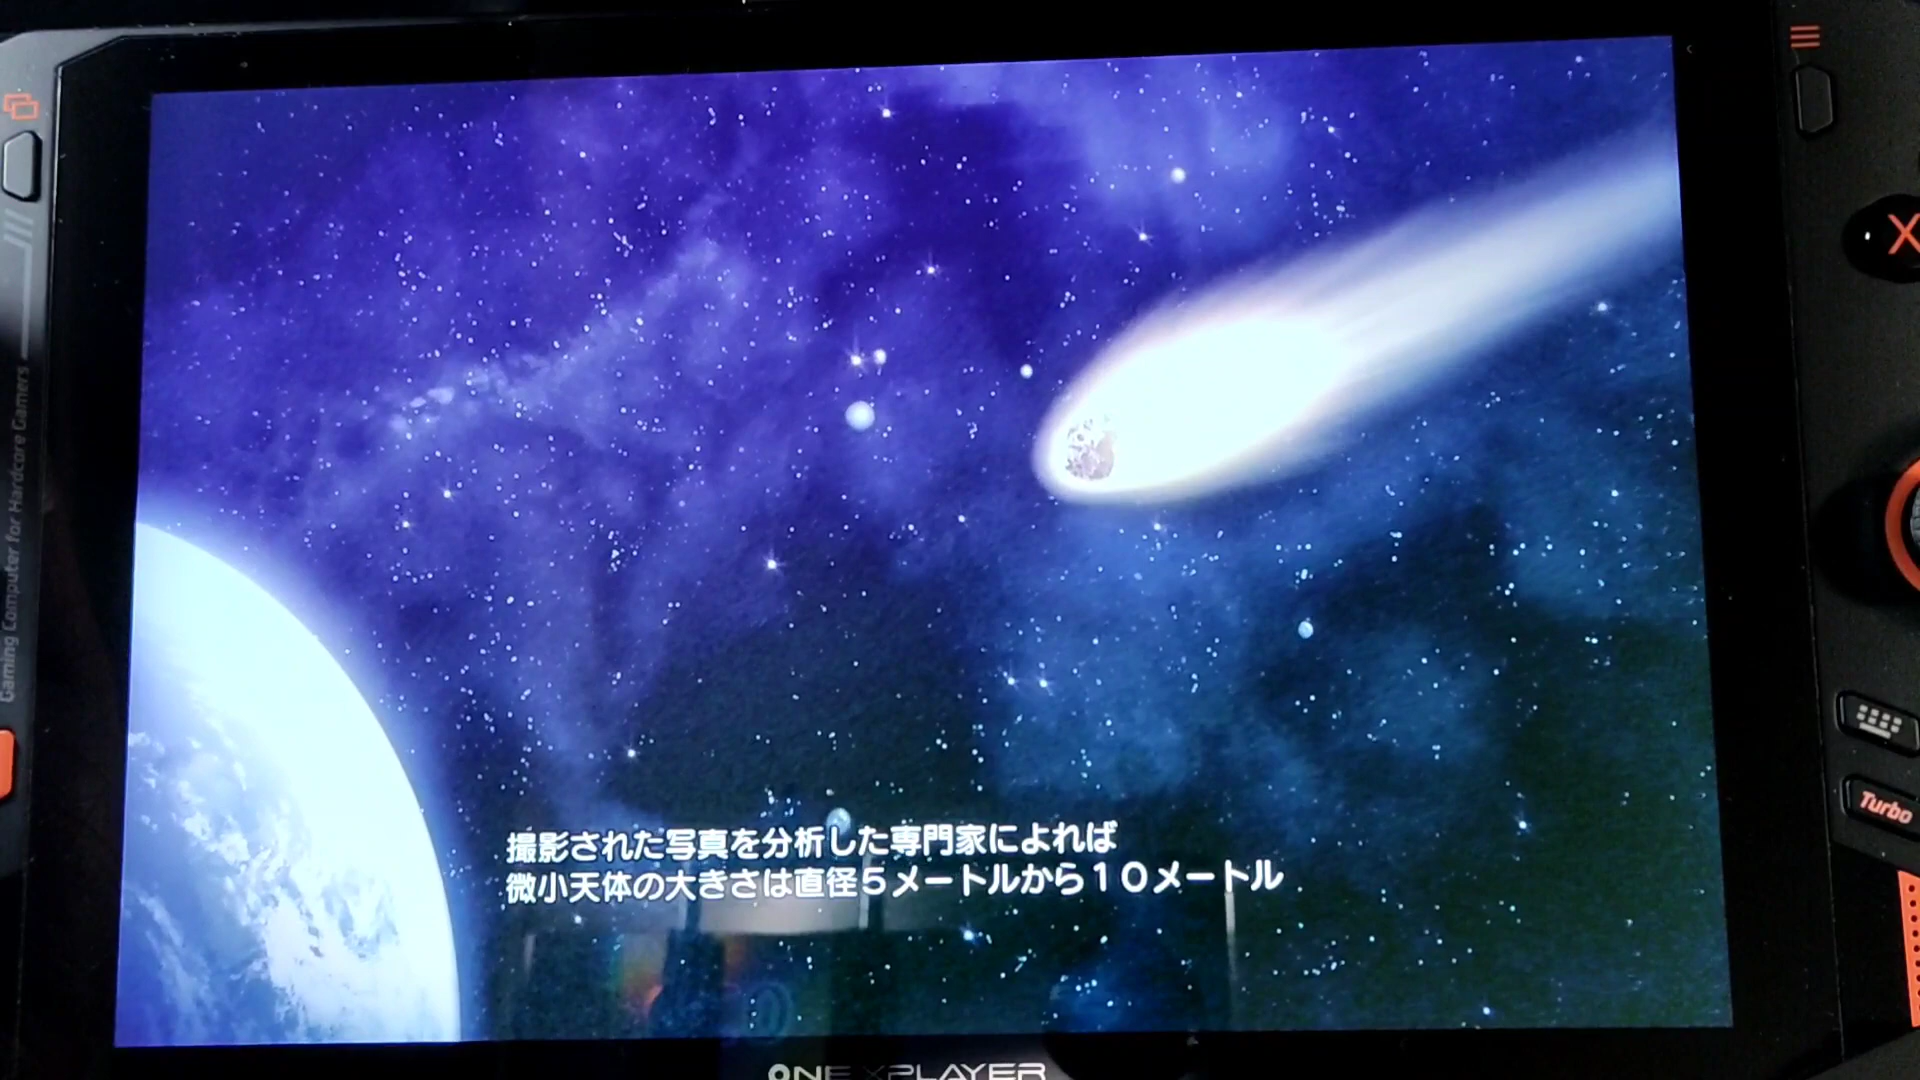 Gaming Computer for Hardcore Gamers
X
撮影された写真を分析した専門家によれば
微小天体の大きさは直径５メートルから１０メートル
Turbo
ONEXPLAYER